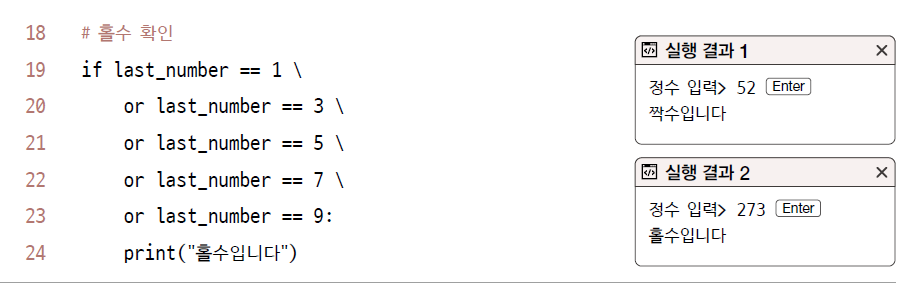 18 # 홀수 확인
19 if last_number == 1 \
20 or last_number == 3 \
21 or last_number == 5 \
22 or last_number == 7 \
23 or last_number == 9:
24 print("홀수입니다")
실행 결과 1
정수 입력> 52 Enter
짝수입니다
실행 결과 2
정수 입력> 273 Enter
홀수입니다